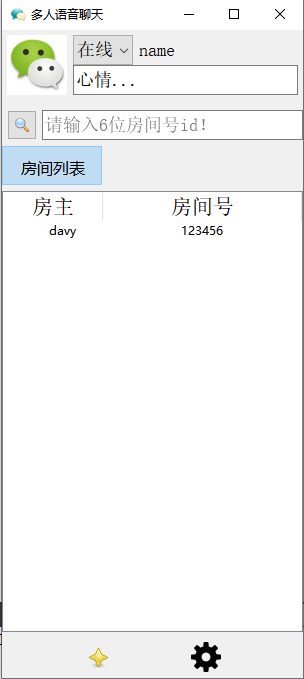 多人语音聊天
在线 name
心情...
请输入6位房间号id!
房间列表
房主 房间号
davy 123456